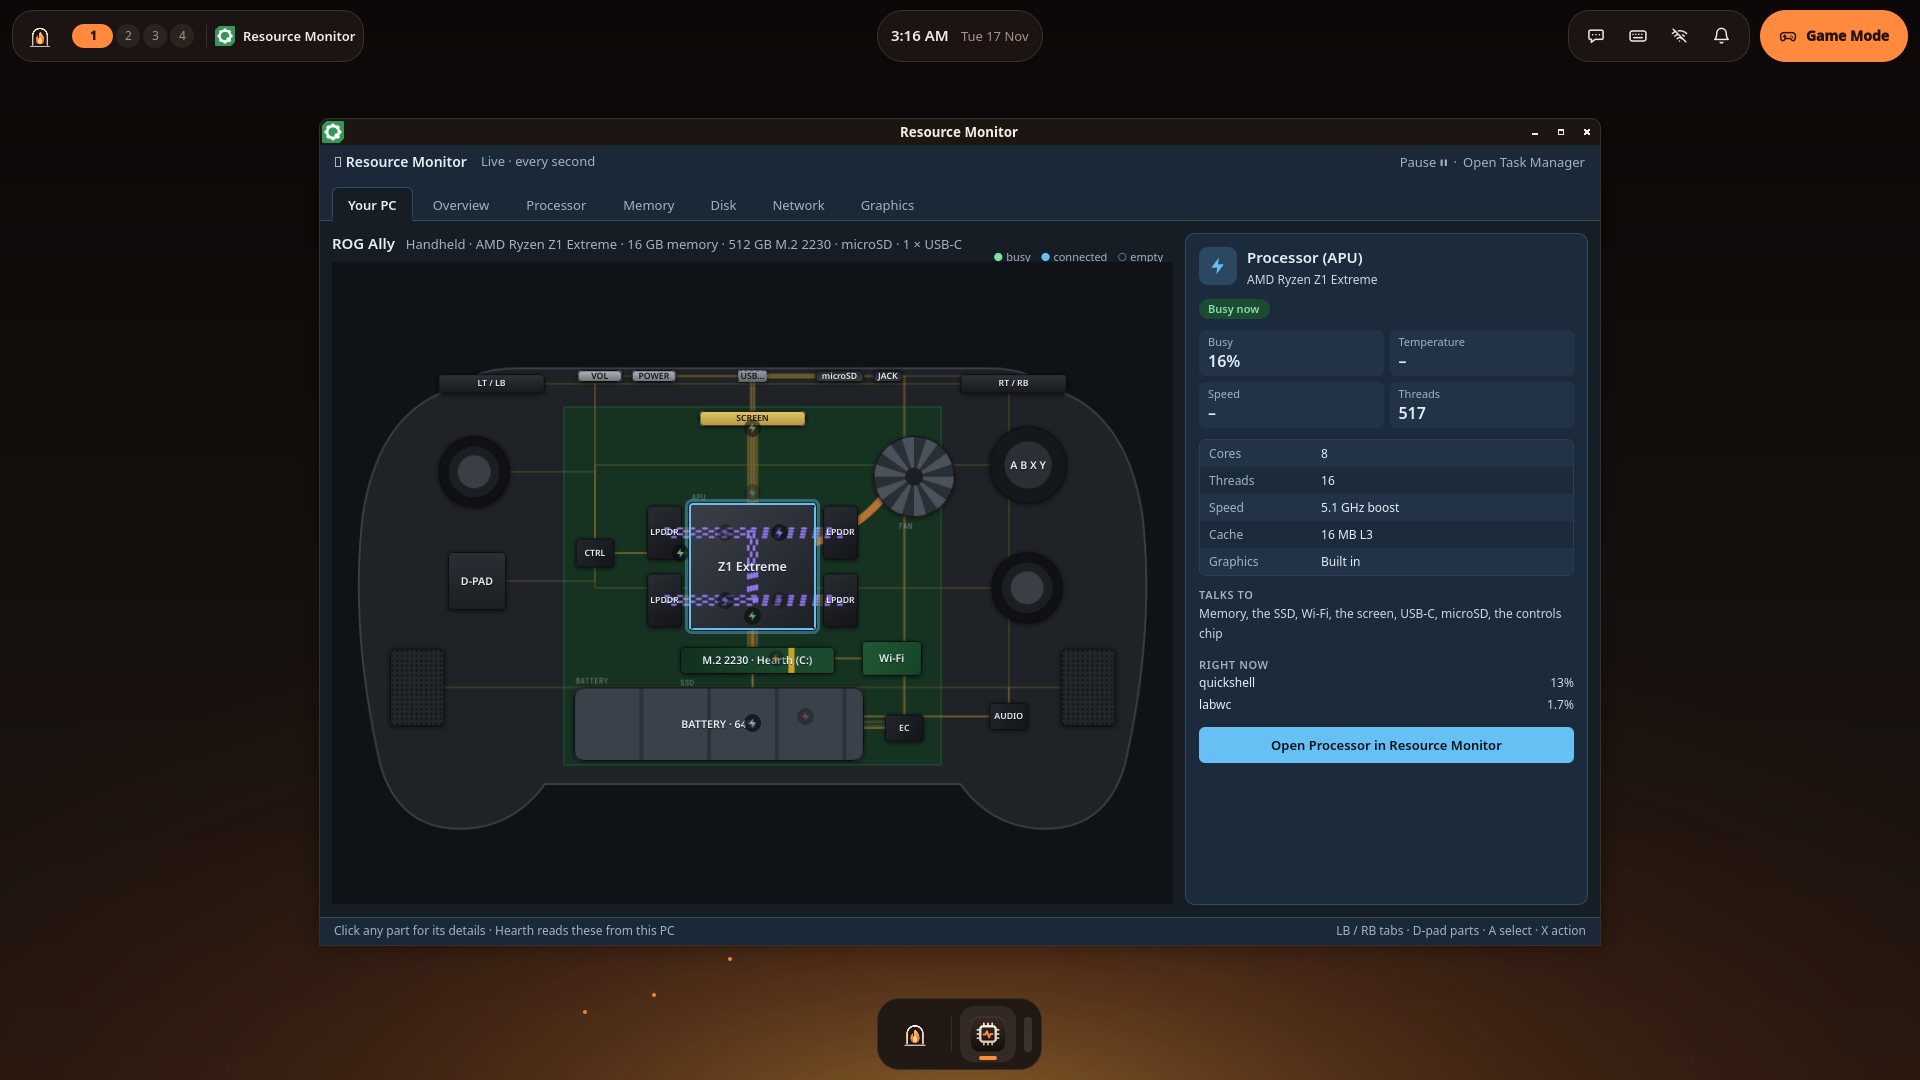 1 2 3 4 Resource Monitor
3:16 AM Tue 17 Nov
Game Mode
Resource Monitor
Resource Monitor Live · every second
Pause · Open Task Manager
Your PC Overview Processor Memory Disk Network Graphics
ROG Ally Handheld · AMD Ryzen Z1 Extreme · 16 GB memory · 512 GB M.2 2230 · microSD · 1 × USB-C
busy connected empty
LT / LB VOL POWER USB... microSD JACK RT / RB
SCREEN
A B X Y
APU
FAN
LPDDR LPDDR
CTRL
Z1 Extreme
D-PAD
LPDDR LPDDR
M.2 2230 · Hearth (C:) Wi-Fi
BATTERY SSD
BATTERY · 64
EC
AUDIO
Processor (APU)
AMD Ryzen Z1 Extreme
Busy now
Busy Temperature
16% –
Speed Threads
– 517
Cores 8
Threads 16
Speed 5.1 GHz boost
Cache 16 MB L3
Graphics Built in
TALKS TO
Memory, the SSD, Wi-Fi, the screen, USB-C, microSD, the controls
chip
RIGHT NOW
quickshell 13%
labwc 1.7%
Open Processor in Resource Monitor
Click any part for its details · Hearth reads these from this PC
LB / RB tabs · D-pad parts · A select · X action